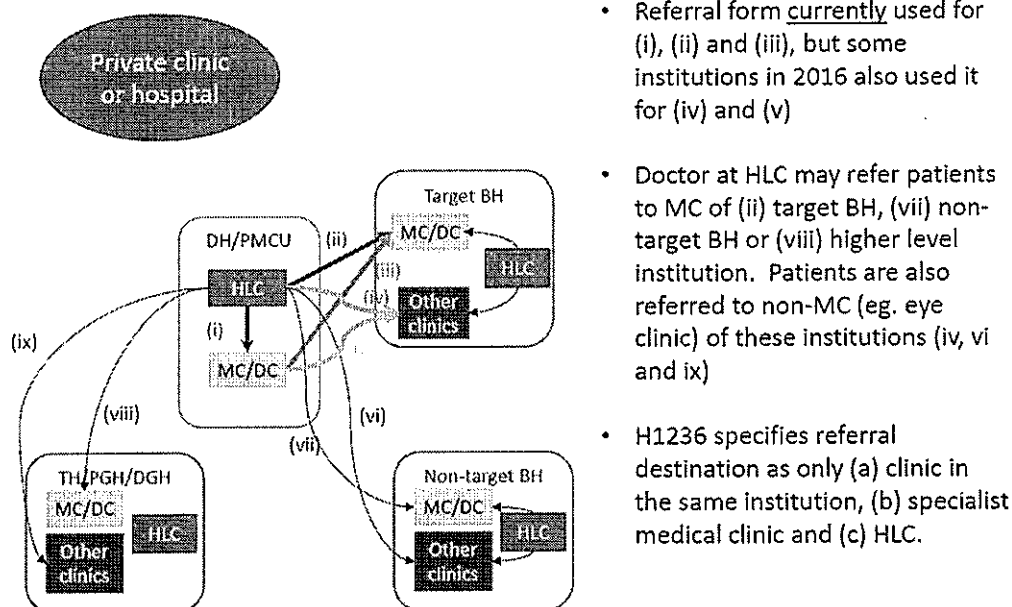 Private clinic
or hospital
• Referral form currently used for
(i), (ii) and (iii), but some
institutions in 2016 also used it
for (iv) and (v)
• Doctor at HLC may refer patients
to MC of (ii) target BH, (vii) non-
target BH or (viii) higher level
institution. Patients are also
referred to non-MC (eg. eye
clinic) of these institutions (iv, vi
and ix)
• H1236 specifies referral
destination as only (a) clinic in
the same institution, (b) specialist
medical clinic and (c) HLC.
Target BH
MC/DC
HLC
Other
clinics
DH/PMCU
HLC
(i)
MC/DC
(ii)
(iii)
(iv)
(ix)
(viii)
(vii)
(vi)
TH/PGH/DGH
MC/DC
HLC
Other
clinics
Non-target BH
MC/DC
HLC
Other
clinics